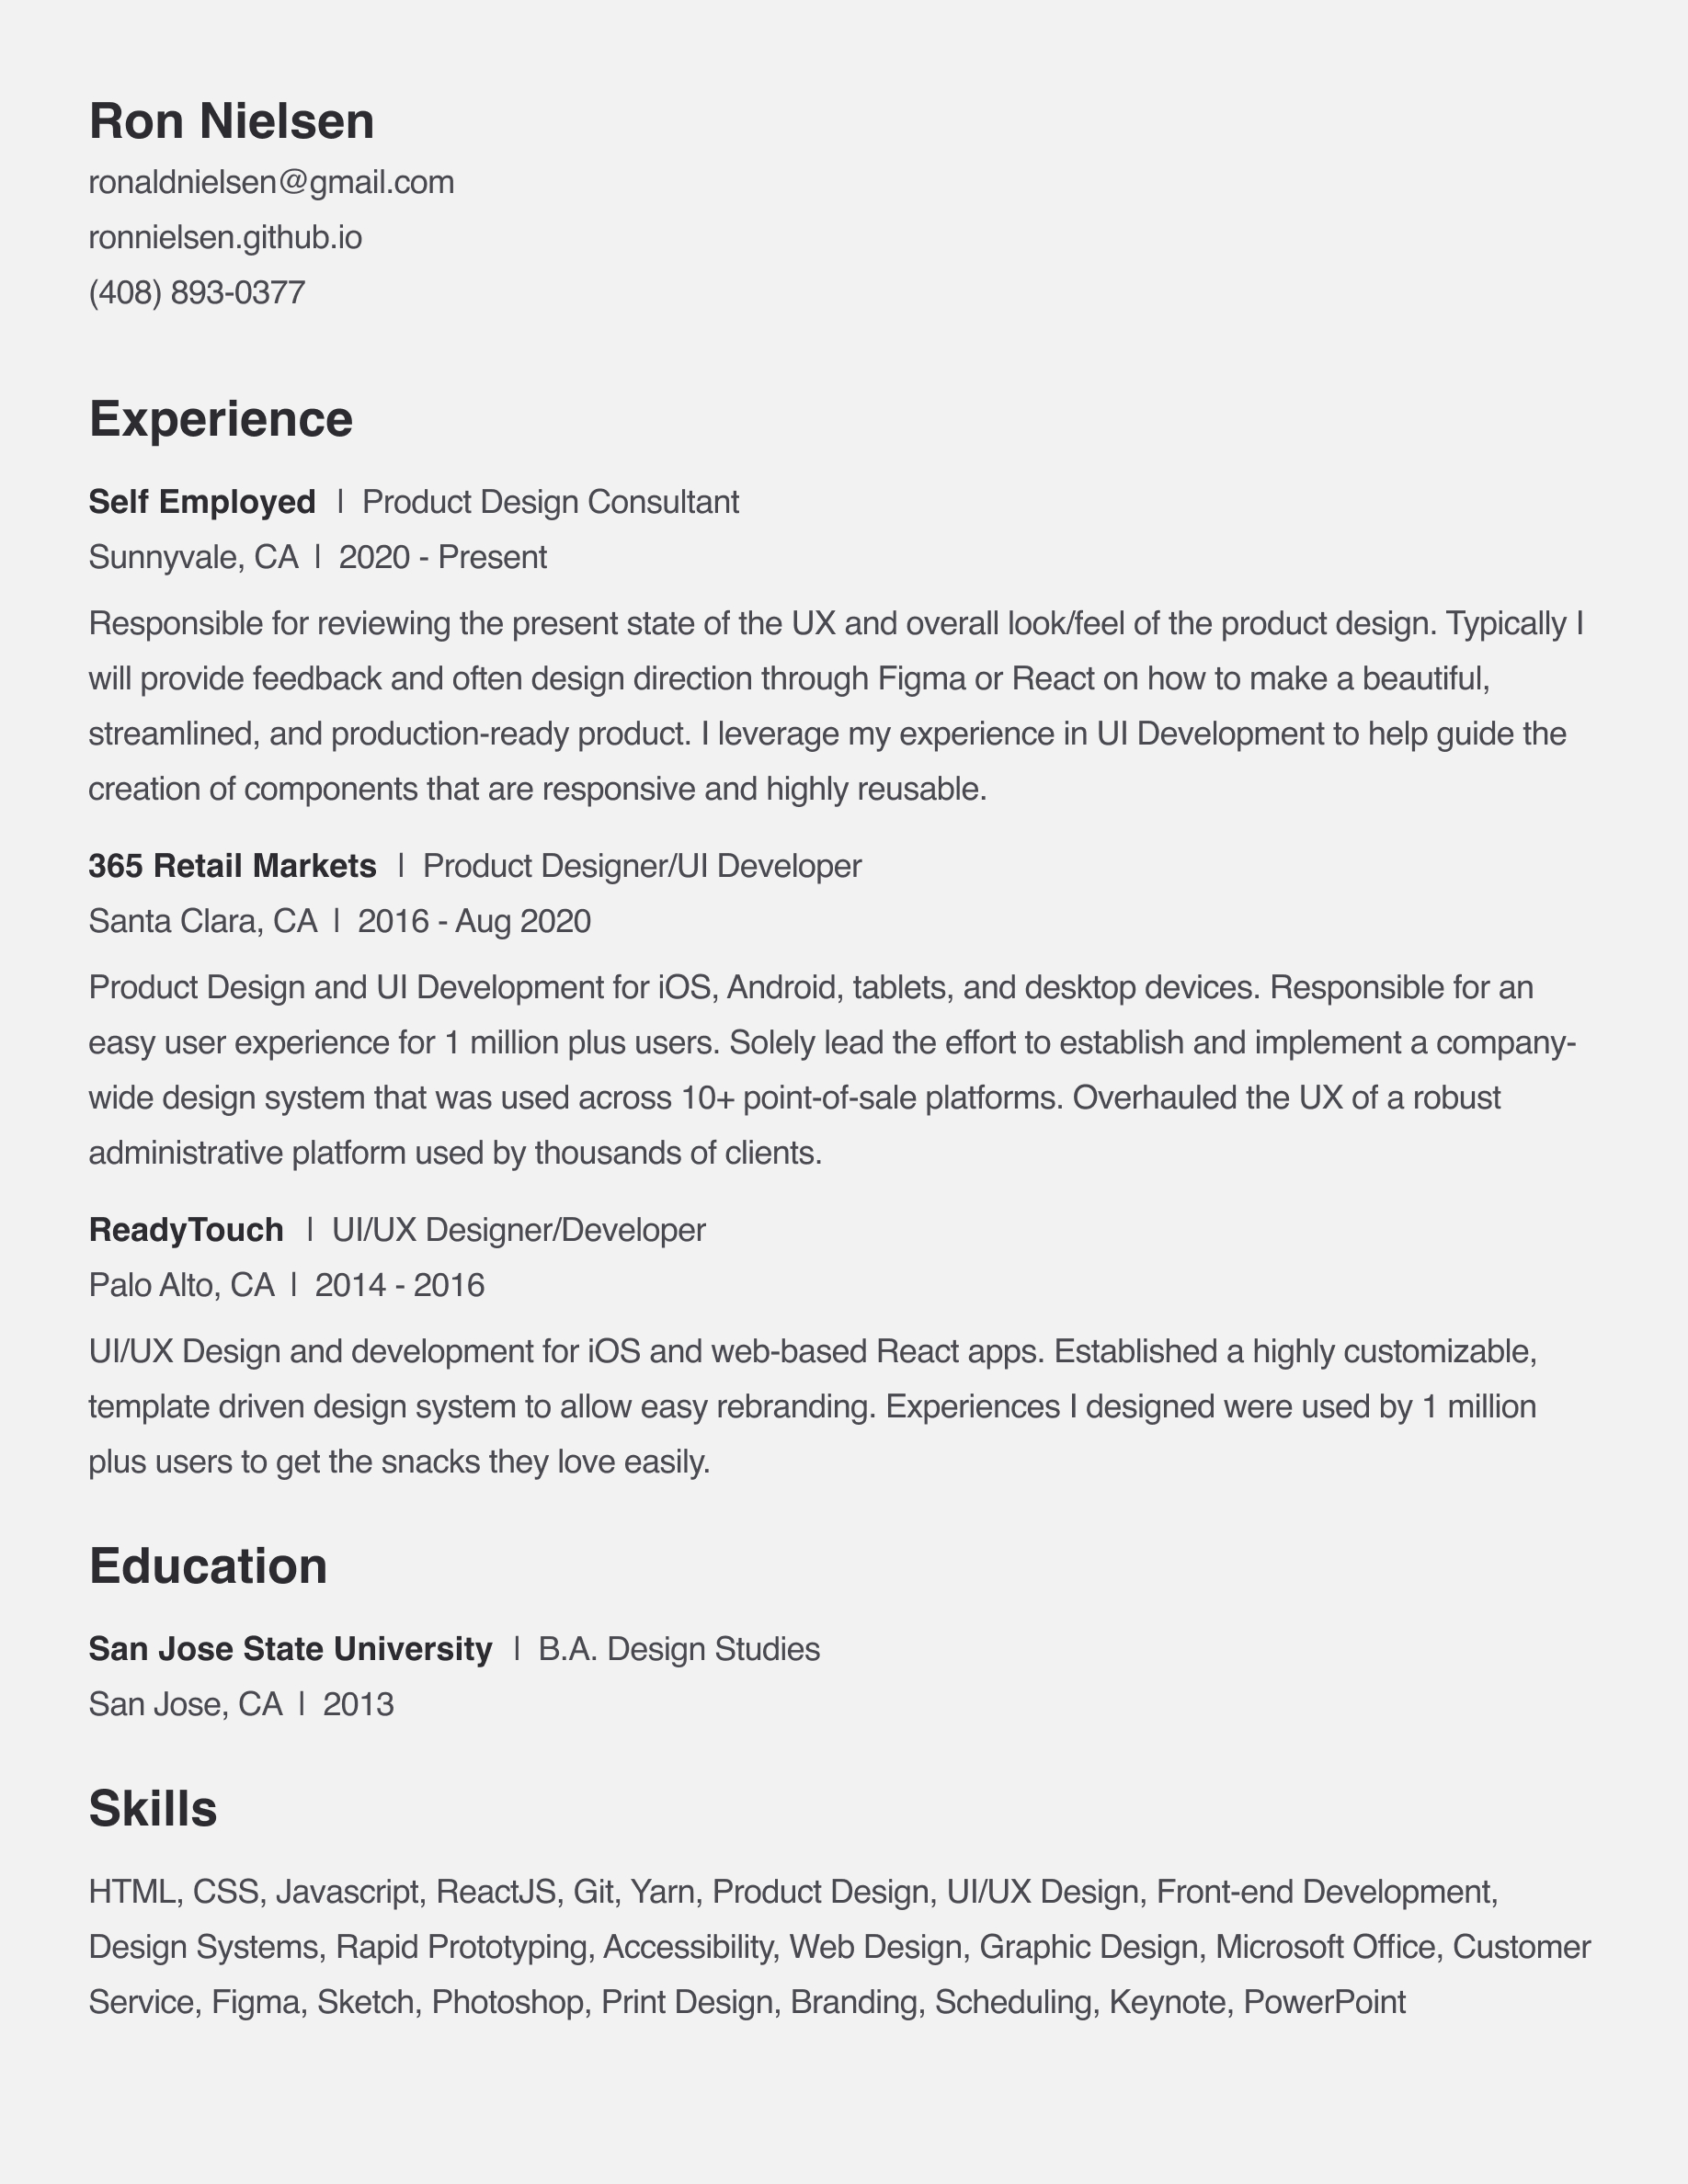 Ron Nielsen
ronaldnielsen@gmail.com
ronnielsen.github.io
(408) 893-0377
Experience
Self Employed | Product Design Consultant
Sunnyvale, CA | 2020 - Present
Responsible for reviewing the present state of the UX and overall look/feel of the product design. Typically I
will provide feedback and often design direction through Figma or React on how to make a beautiful,
streamlined, and production-ready product. I leverage my experience in UI Development to help guide the
creation of components that are responsive and highly reusable.
365 Retail Markets | Product Designer/UI Developer
Santa Clara, CA | 2016 - Aug 2020
Product Design and UI Development for iOS, Android, tablets, and desktop devices. Responsible for an
easy user experience for 1 million plus users. Solely lead the effort to establish and implement a company-
wide design system that was used across 10+ point-of-sale platforms. Overhauled the UX of a robust
administrative platform used by thousands of clients.
ReadyTouch | UI/UX Designer/Developer
Palo Alto, CA | 2014 - 2016
UI/UX Design and development for iOS and web-based React apps. Established a highly customizable,
template driven design system to allow easy rebranding. Experiences I designed were used by 1 million
plus users to get the snacks they love easily.
Education
San Jose State University | B.A. Design Studies
San Jose, CA | 2013
Skills
HTML, CSS, Javascript, ReactJS, Git, Yarn, Product Design, UI/UX Design, Front-end Development,
Design Systems, Rapid Prototyping, Accessibility, Web Design, Graphic Design, Microsoft Office, Customer
Service, Figma, Sketch, Photoshop, Print Design, Branding, Scheduling, Keynote, PowerPoint